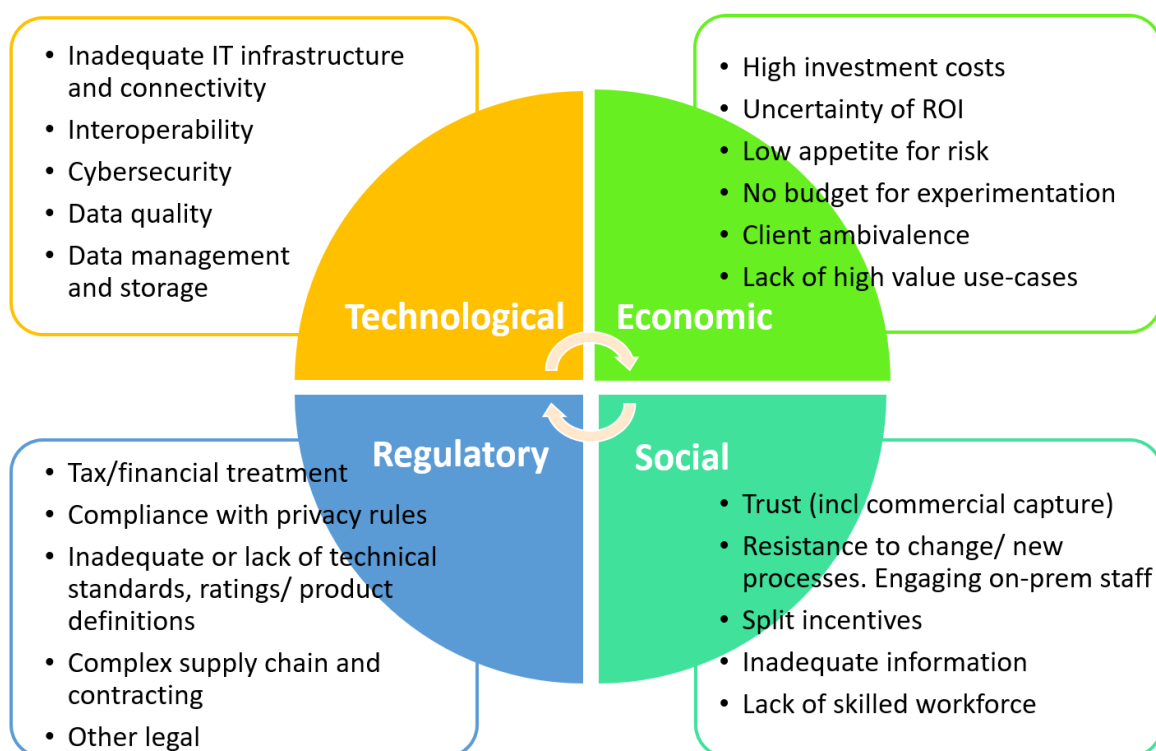 • Inadequate IT infrastructure
and connectivity
• Interoperability
• Cybersecurity
• Data quality
• Data management
and storage
Technological
• High investment costs
• Uncertainty of ROI
• Low appetite for risk
• No budget for experimentation
• Client ambivalence
• Lack of high value use-cases
Economic
Regulatory
• Tax/financial treatment
• Compliance with privacy rules
• Inadequate or lack of technical
standards, ratings/ product
definitions
• Complex supply chain and
contracting
• Other legal
Social
• Trust (incl commercial capture)
• Resistance to change/ new
processes. Engaging on-prem staff
• Split incentives
• Inadequate information
• Lack of skilled workforce